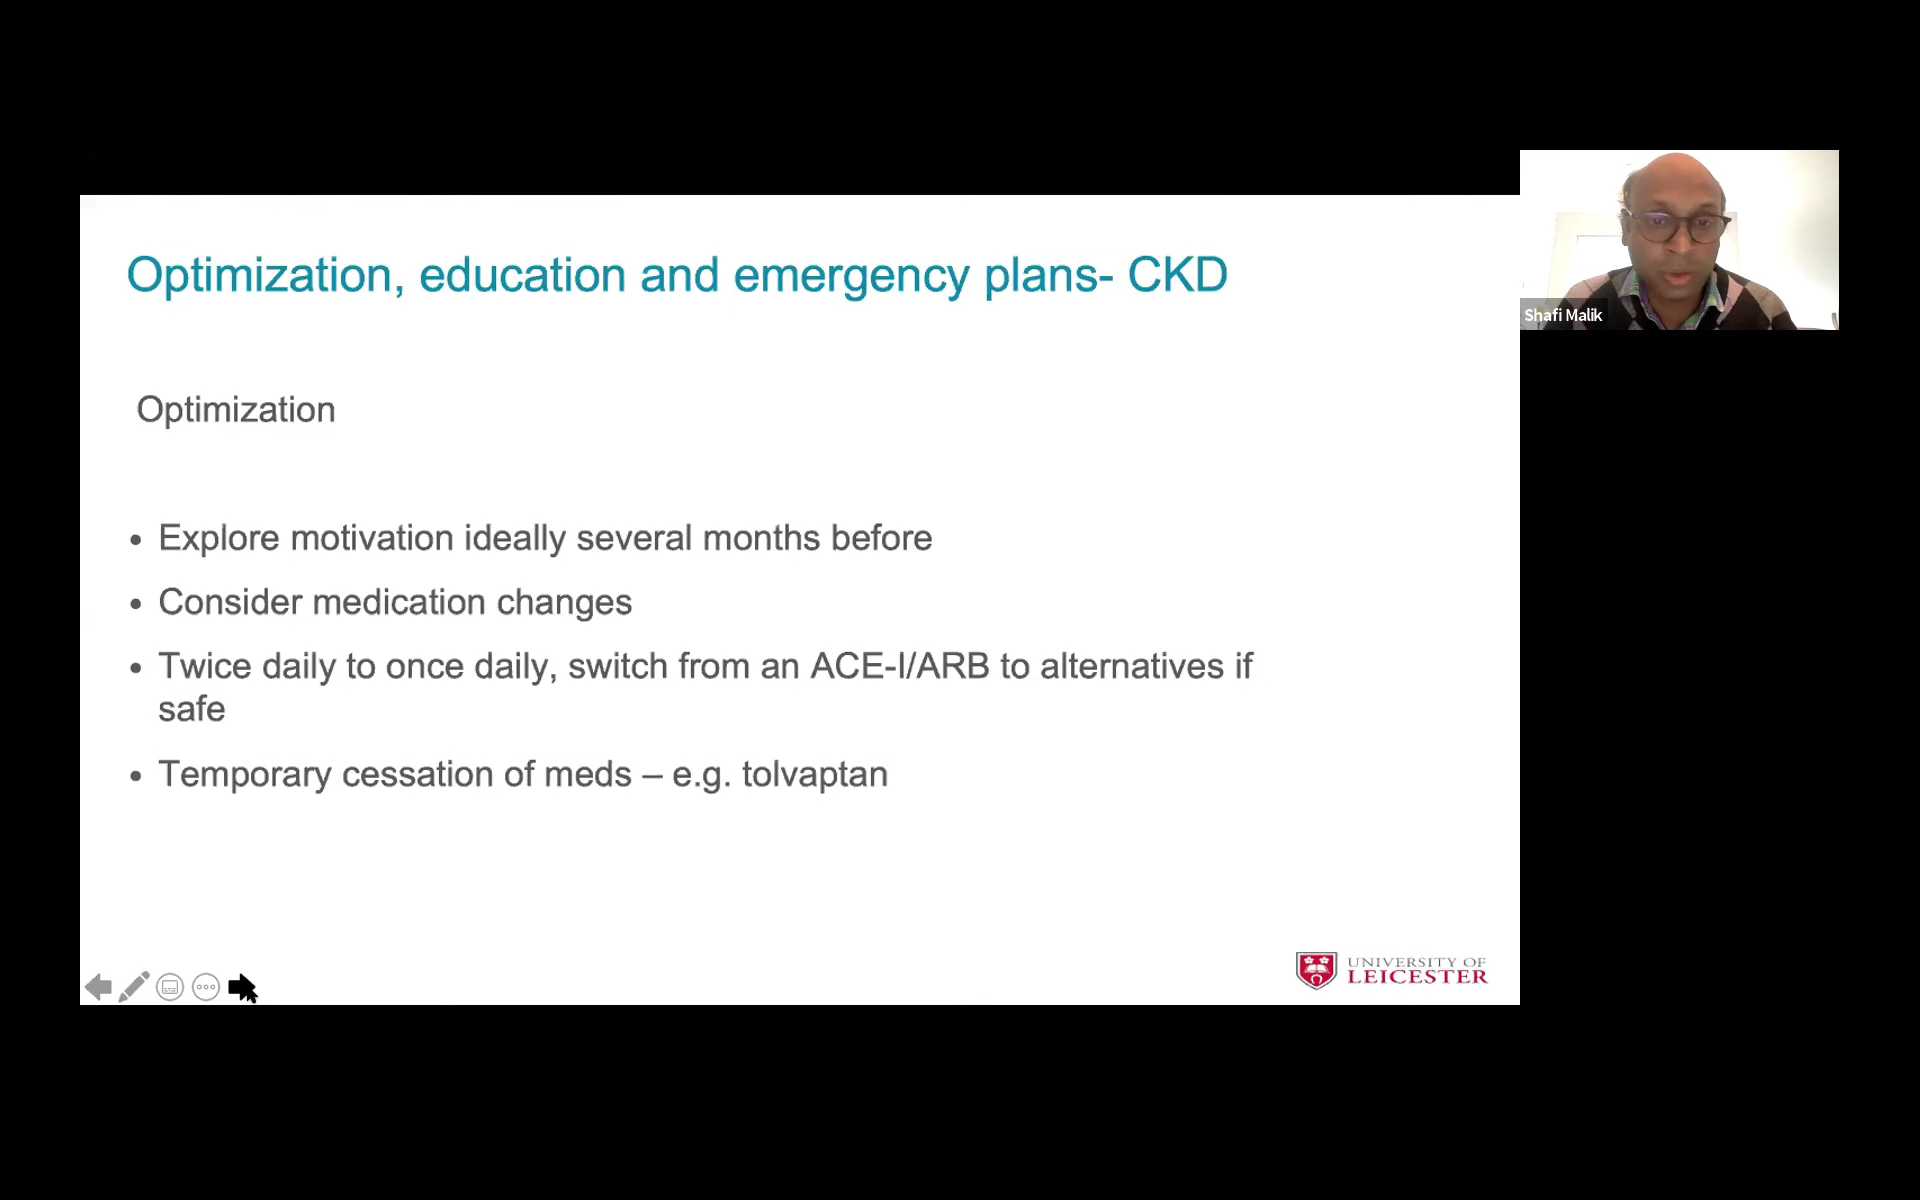 Optimization, education and emergency plans- CKD
Shafi Malik
Optimization
• Explore motivation ideally several months before
• Consider medication changes
• Twice daily to once daily, switch from an ACE-I/ARB to alternatives if
safe
• Temporary cessation of meds – e.g. tolvaptan
UNIVERSITY OF
LEICESTER